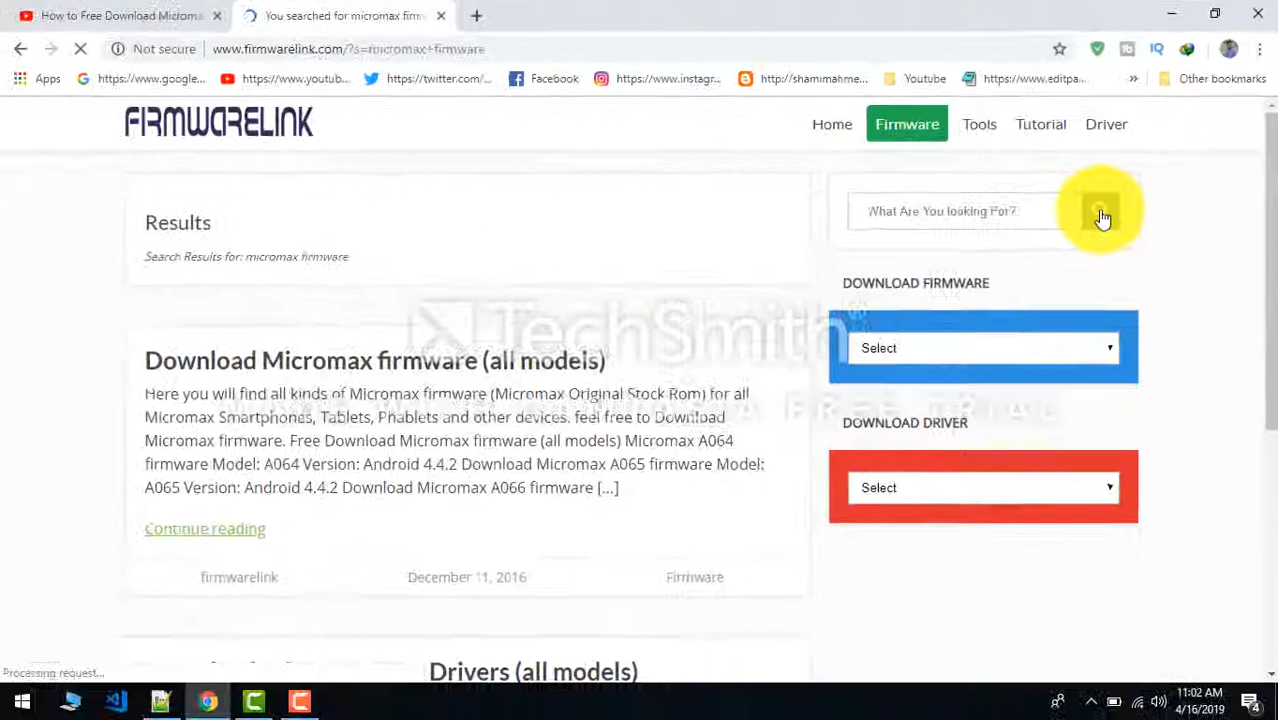 How to Free Download Microma
You searched for micromax firm
Not secure
www.firmwarelink.com/?s=micromax+firmware
Apps
https://www.google...
https://www.youtub...
https://twitter.com/...
Facebook
https://www.instagr...
http://shamimahme...
Youtube
https://www.editpa...
Other bookmarks
FIRMWARELINK
Home
Firmware
Tools
Tutorial
Driver
Results
Search Results for: micromax firmware
What Are You looking For?
DOWNLOAD FIRMWARE
Select
TechSmith®
Download Micromax firmware (all models)
Here you will find all kinds of Micromax firmware (Micromax Original Stock Rom) for all
Micromax Smartphones, Tablets, Phablets and other devices. feel free to Download
Micromax firmware. Free Download Micromax firmware (all models) Micromax A064
firmware Model: A064 Version: Android 4.4.2 Download Micromax A065 firmware Model:
A065 Version: Android 4.4.2 Download Micromax A066 firmware [...]
A FREE TRIAL
DOWNLOAD DRIVER
Select
Continue reading
firmwarelink
December 11, 2016
Firmware
Drivers (all models)
Processing request...
11:02 AM
4/16/2019
4